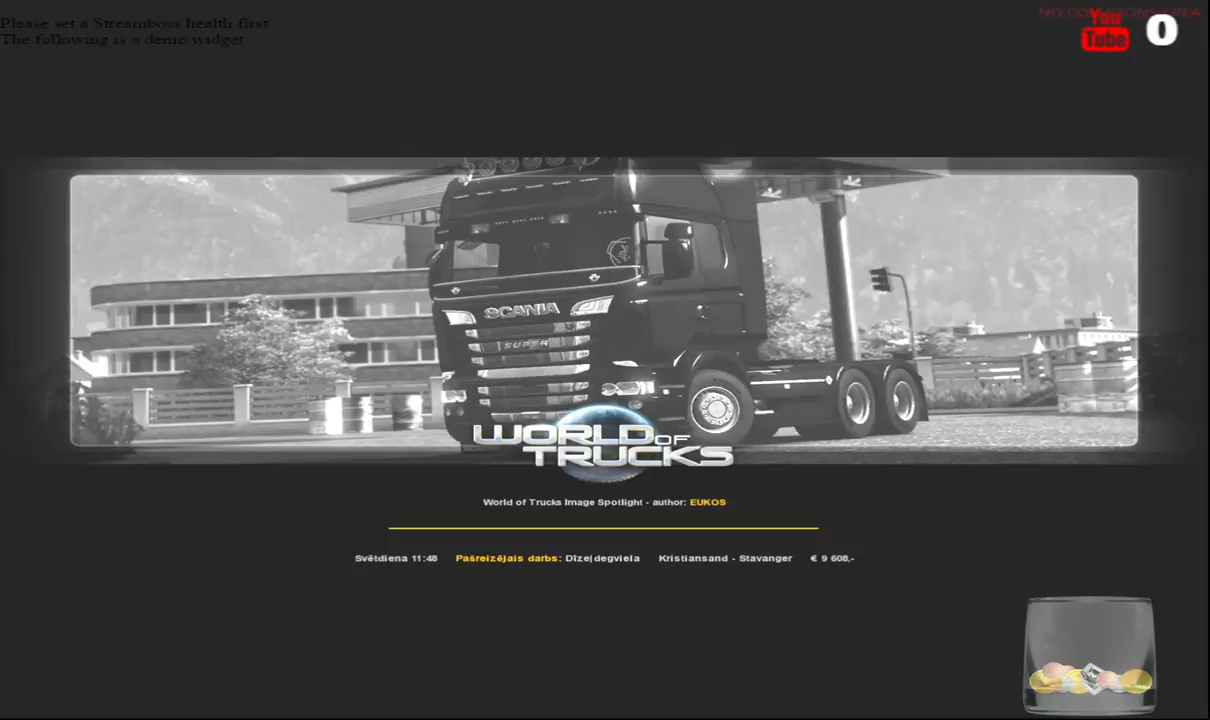 Please set a Streamboss health first
The following is a demo widget
You
Tube
0
SCANIA
SUPER
WORLD OF
TRUCKS
World of Trucks Image Spotlight - author: EUKOS
Svētdiena 11:48 Pašreizējais darbs: Dīzeļdegviela Kristiansand - Stavanger € 9 608,-